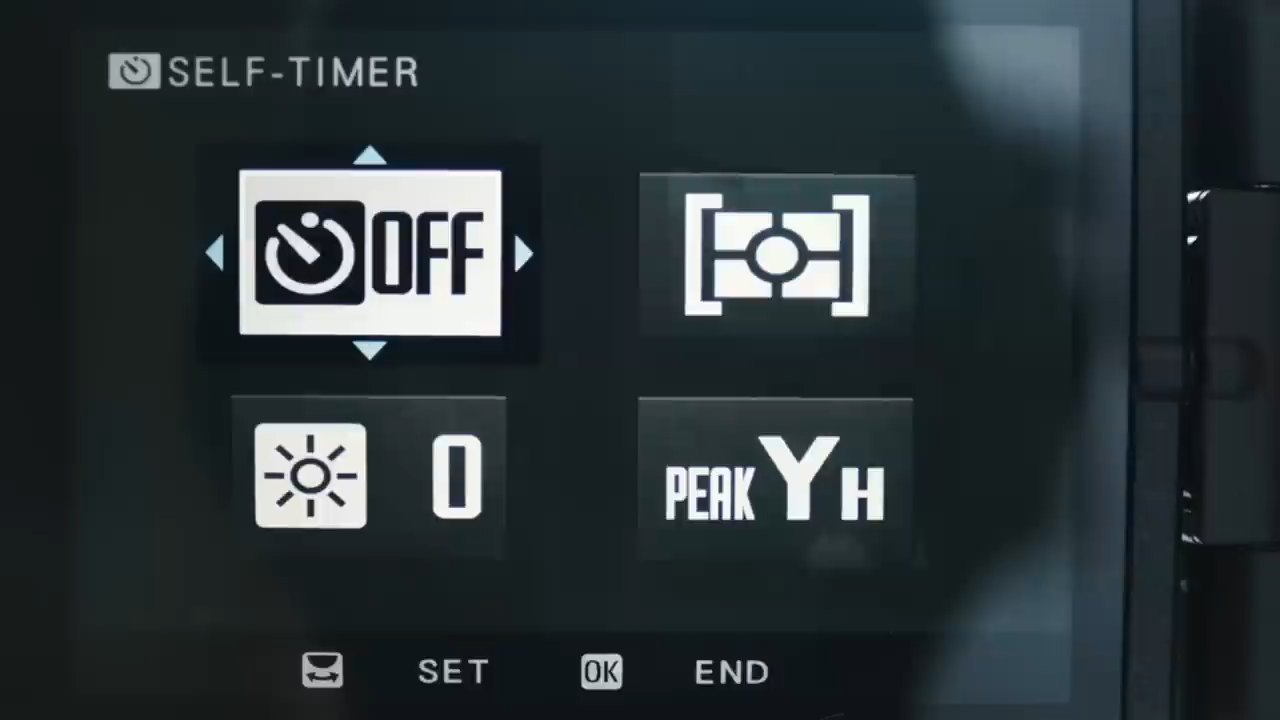 SELF-TIMER
OFF
0
PEAK Y H
SET OK END